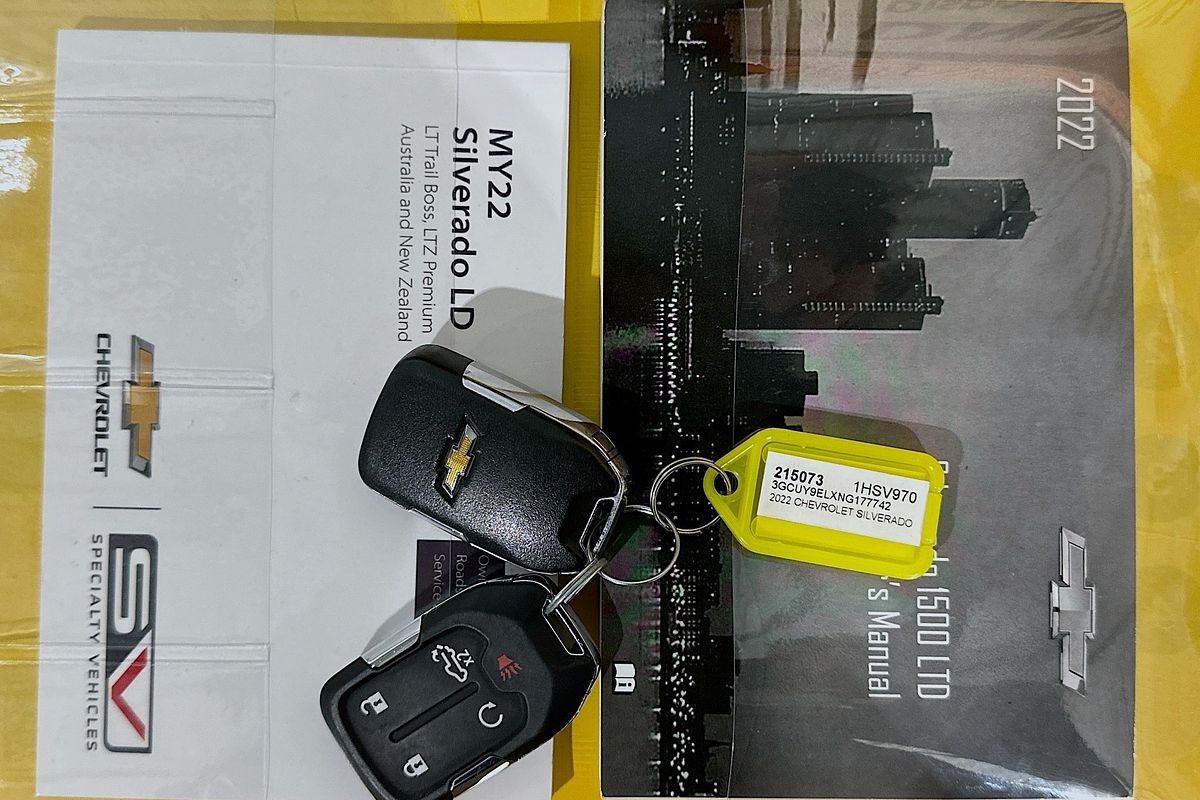 MY22
Silverado LD
LT Trail Boss, LTZ Premium
Australia and New Zealand
CHEVROLET
SV
SPECIALTY VEHICLES
2022
1500 LTD
's Manual
215073 1HSV970
3GCUY9ELXNG177742
2022 CHEVROLET SILVERADO